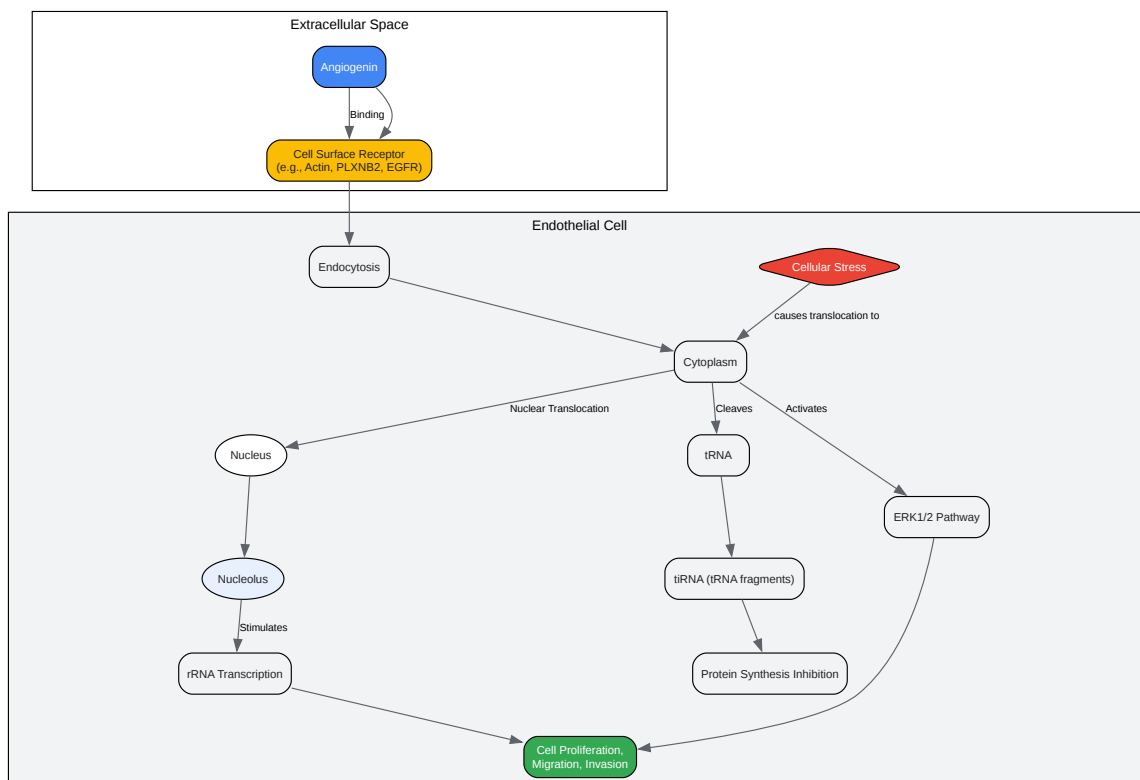 Extracellular Space
Angiogenin
Binding
Cell Surface Receptor
(e.g., Actin, PLXNB2, EGFR)
Endothelial Cell
Endocytosis
Cellular Stress
causes translocation to
Cytoplasm
Nuclear Translocation
Cleaves
Activates
Nucleus
tRNA
ERK1/2 Pathway
Nucleolus
tiRNA (tRNA fragments)
Stimulates
rRNA Transcription
Protein Synthesis Inhibition
Cell Proliferation,
Migration, Invasion